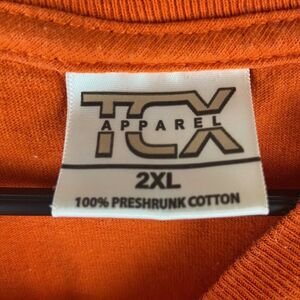 TCX
APPAREL
2XL
100% PRESHRUNK COTTON